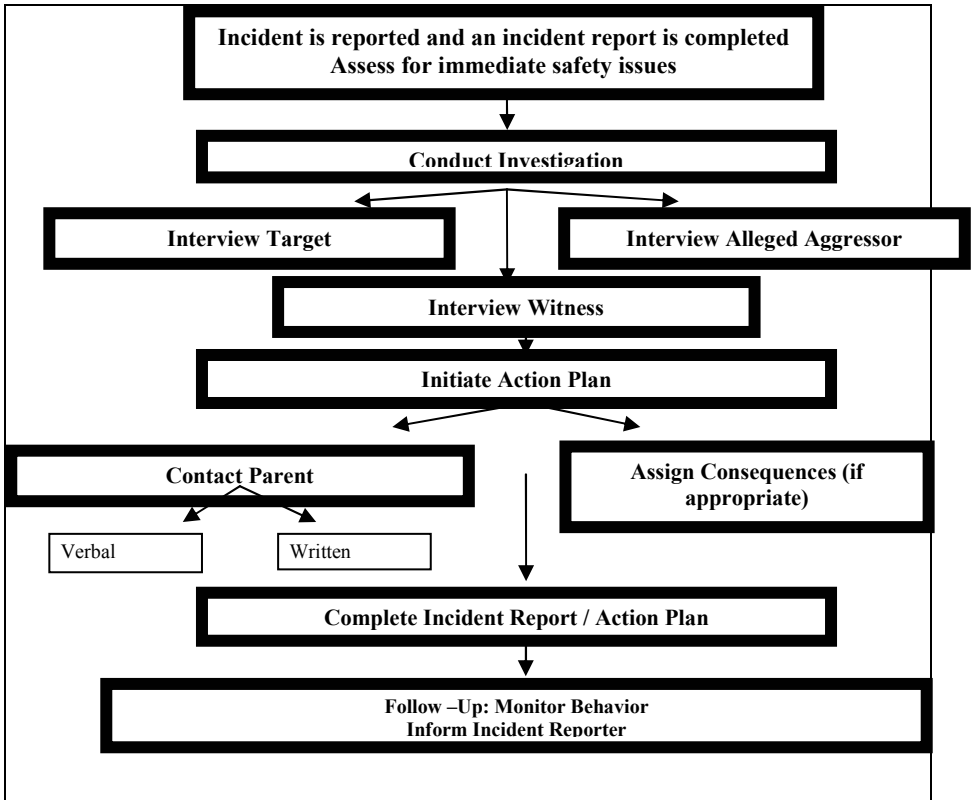 Incident is reported and an incident report is completed
Assess for immediate safety issues
Conduct Investigation
Interview Target
Interview Alleged Aggressor
Interview Witness
Initiate Action Plan
Contact Parent
Assign Consequences (if
appropriate)
Verbal
Written
Complete Incident Report / Action Plan
Follow –Up: Monitor Behavior
Inform Incident Reporter